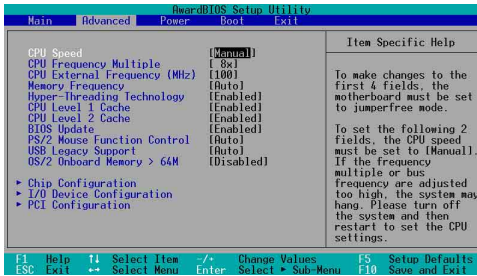 AwardBIOS Setup Utility
Main Advanced Power Boot Exit
CPU Speed [Manual]
CPU Frequency Multiple [ 8x]
CPU External Frequency (MHz) [100]
Memory Frequency [Auto]
Hyper-Threading Technology [Enabled]
CPU Level 1 Cache [Enabled]
CPU Level 2 Cache [Enabled]
BIOS Update [Enabled]
PS/2 Mouse Function Control [Auto]
USB Legacy Support [Auto]
OS/2 Onboard Memory > 64M [Disabled]
► Chip Configuration
► I/O Device Configuration
► PCI Configuration
Item Specific Help
To make changes to the
first 4 fields, the
motherboard must be set
to jumperfree mode.
To set the following 2
fields, the CPU speed
must be set to [Manual].
If the frequency
multiple or bus
frequency are adjusted
too high, the system may
hang. Please turn off
the system and then
restart to set the CPU
settings.
F1 Help ↑↓ Select Item -/+ Change Values F5 Setup Defaults
ESC Exit ←→ Select Menu Enter Select ► Sub-Menu F10 Save and Exit